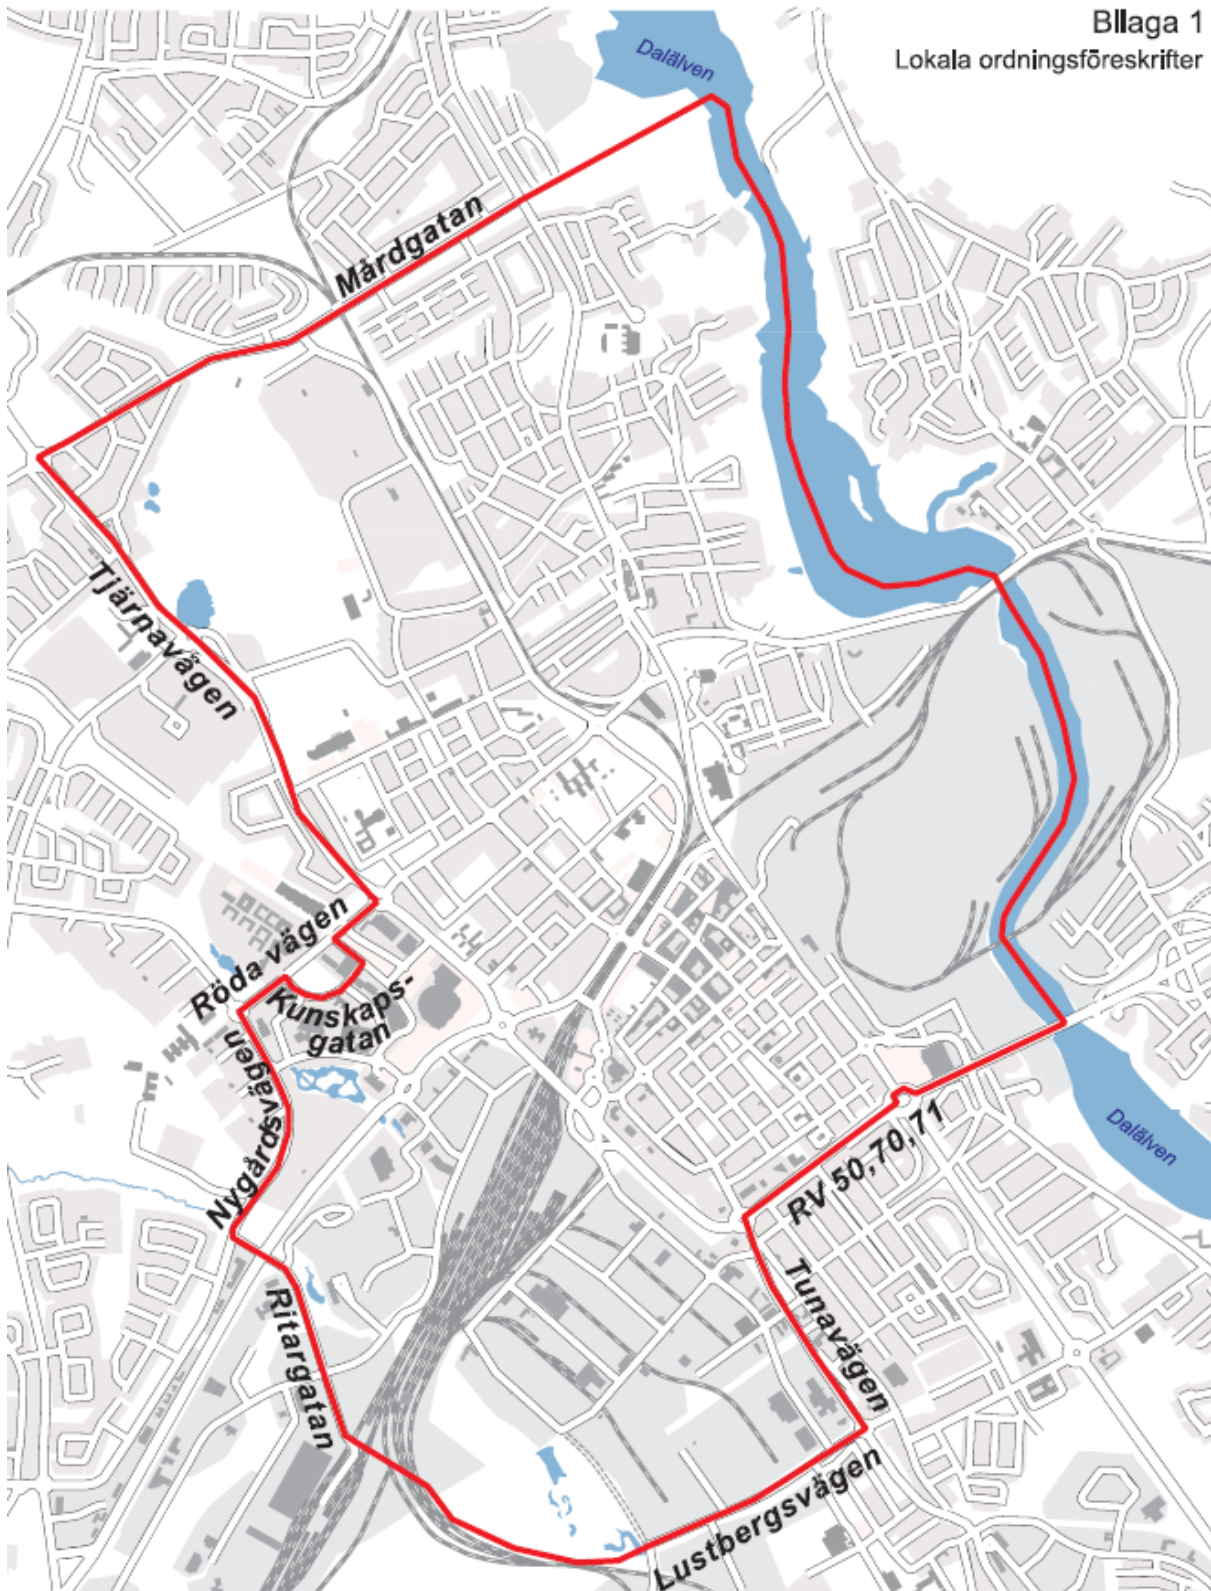 Bilaga 1
Lokala ordningsföreskrifter
Dalälven
Mårdgatan
Tjärnavägen
Röda vägen
Kunskaps-
gatan
Nygårdsvägen
Dalälven
RV 50,70,71
Tunavägen
Ritargatan
Lustbergsvägen